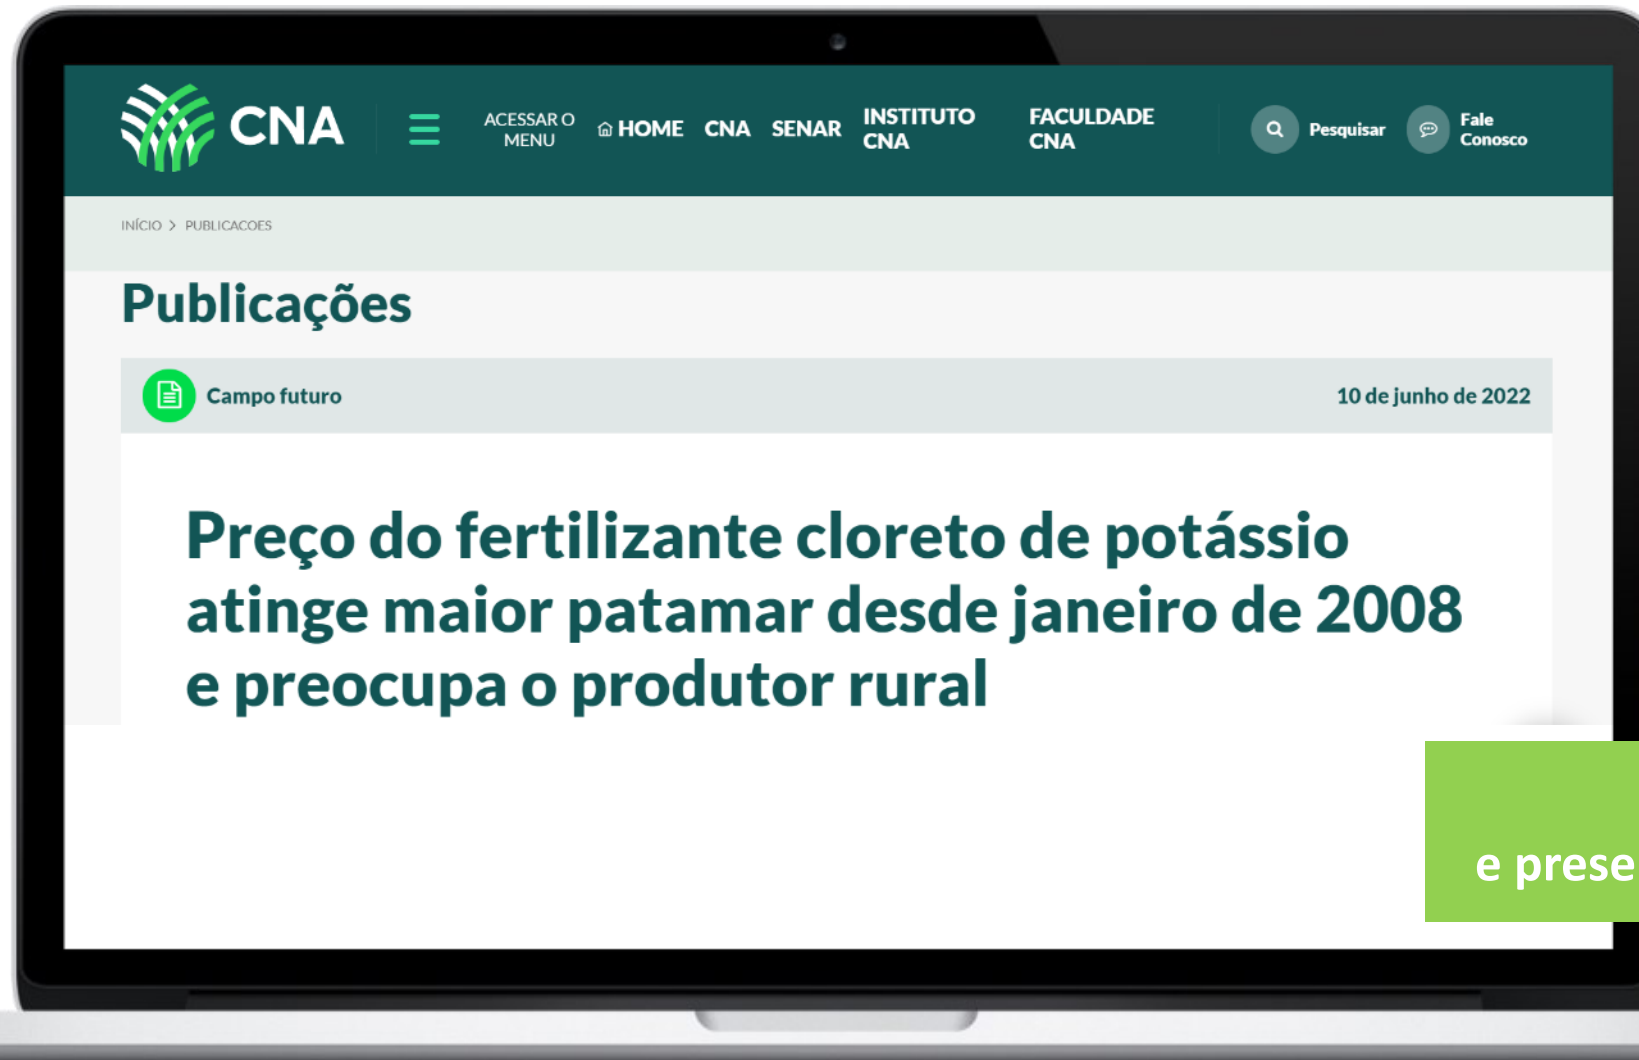 CNA
ACESSAR O
MENU
HOME
CNA
SENAR
INSTITUTO
CNA
FACULDADE
CNA
Pesquisar
Fale
Conosco
INÍCIO > PUBLICACOES
Publicações
Campo futuro
10 de junho de 2022
Preço do fertilizante cloreto de potássio
atinge maior patamar desde janeiro de 2008
e preocupa o produtor rural
e prese